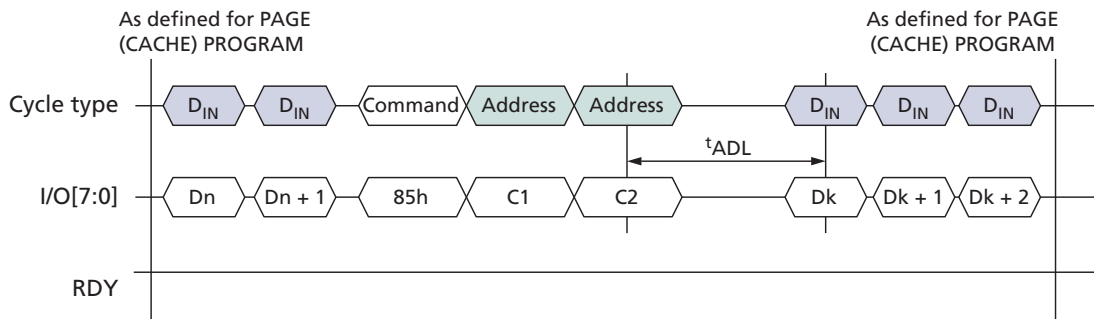 As defined for PAGE
(CACHE) PROGRAM
As defined for PAGE
(CACHE) PROGRAM
Cycle type
DIN
DIN
Command
Address
Address
DIN
DIN
DIN
tADL
I/O[7:0]
Dn
Dn + 1
85h
C1
C2
Dk
Dk + 1
Dk + 2
RDY